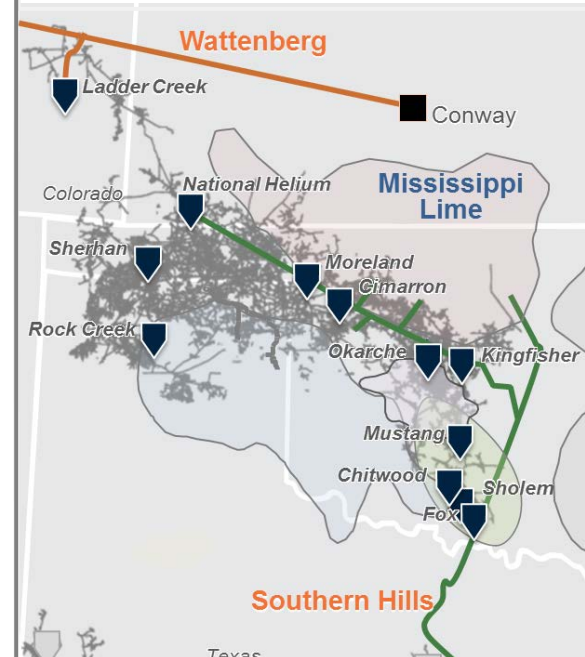 Wattenberg
Ladder Creek
Conway
National Helium
Mississippi
Lime
Colorado
Sherhan
Moreland
Cimarron
Rock Creek
Okarche
Kingfisher
Mustang
Chitwood
Sholem
Fox
Southern Hills
Texas